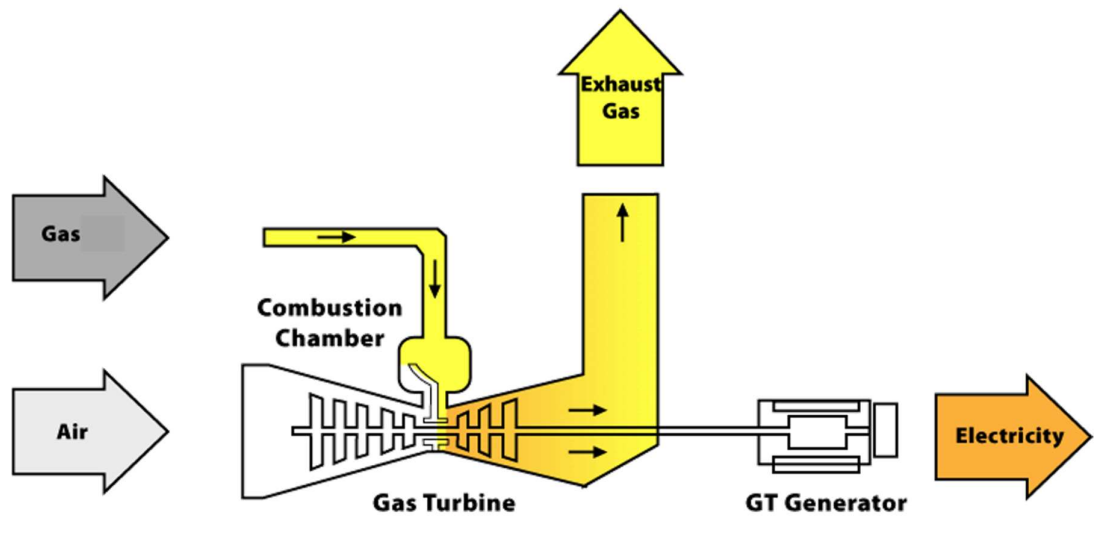 Exhaust
Gas
Gas
Combustion
Chamber
Air
Electricity
Gas Turbine
GT Generator